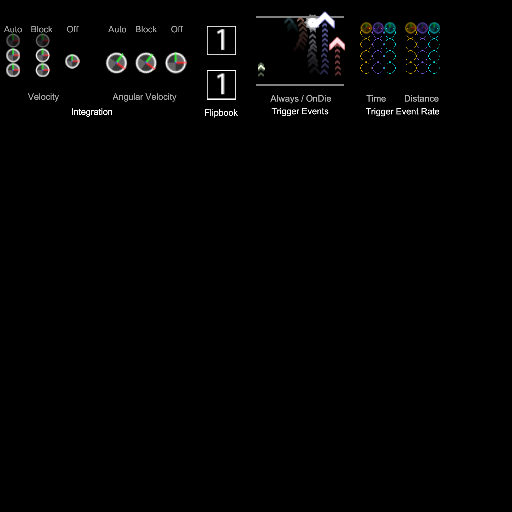 Auto Block Off Auto Block Off
1
1
Velocity Angular Velocity Always / OnDie Time Distance
Integration Flipbook Trigger Events Trigger Event Rate